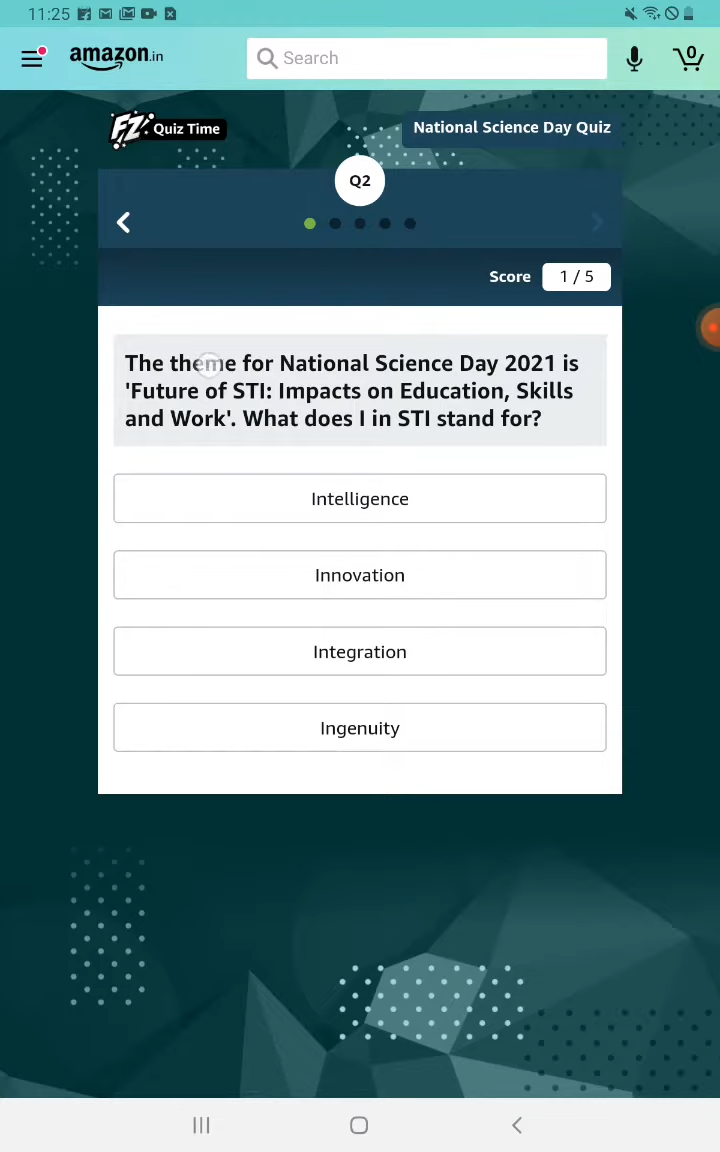 11:25
amazon.in
Search
0
FZ Quiz Time
National Science Day Quiz
Q2
Score 1 / 5
The theme for National Science Day 2021 is
'Future of STI: Impacts on Education, Skills
and Work'. What does I in STI stand for?
Intelligence
Innovation
Integration
Ingenuity